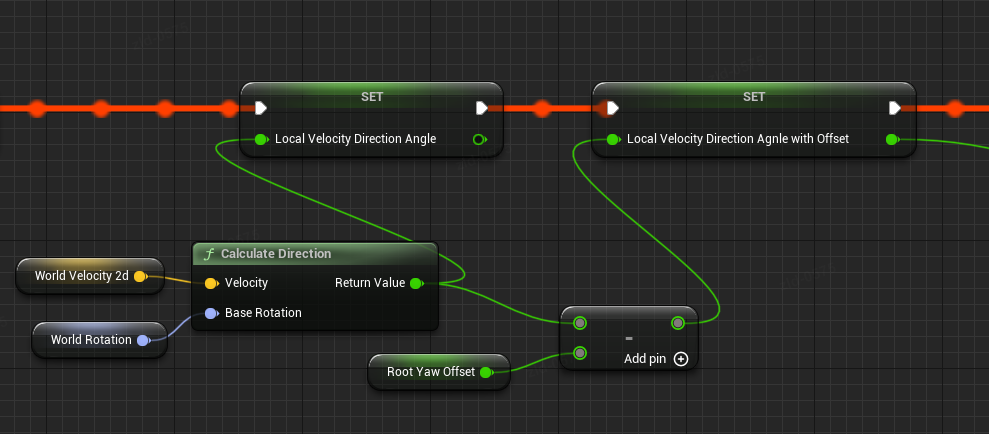 SET
SET
Local Velocity Direction Angle
Local Velocity Direction Agnle with Offset
f Calculate Direction
World Velocity 2d
Velocity
Return Value
Base Rotation
World Rotation
-
Add pin
Root Yaw Offset